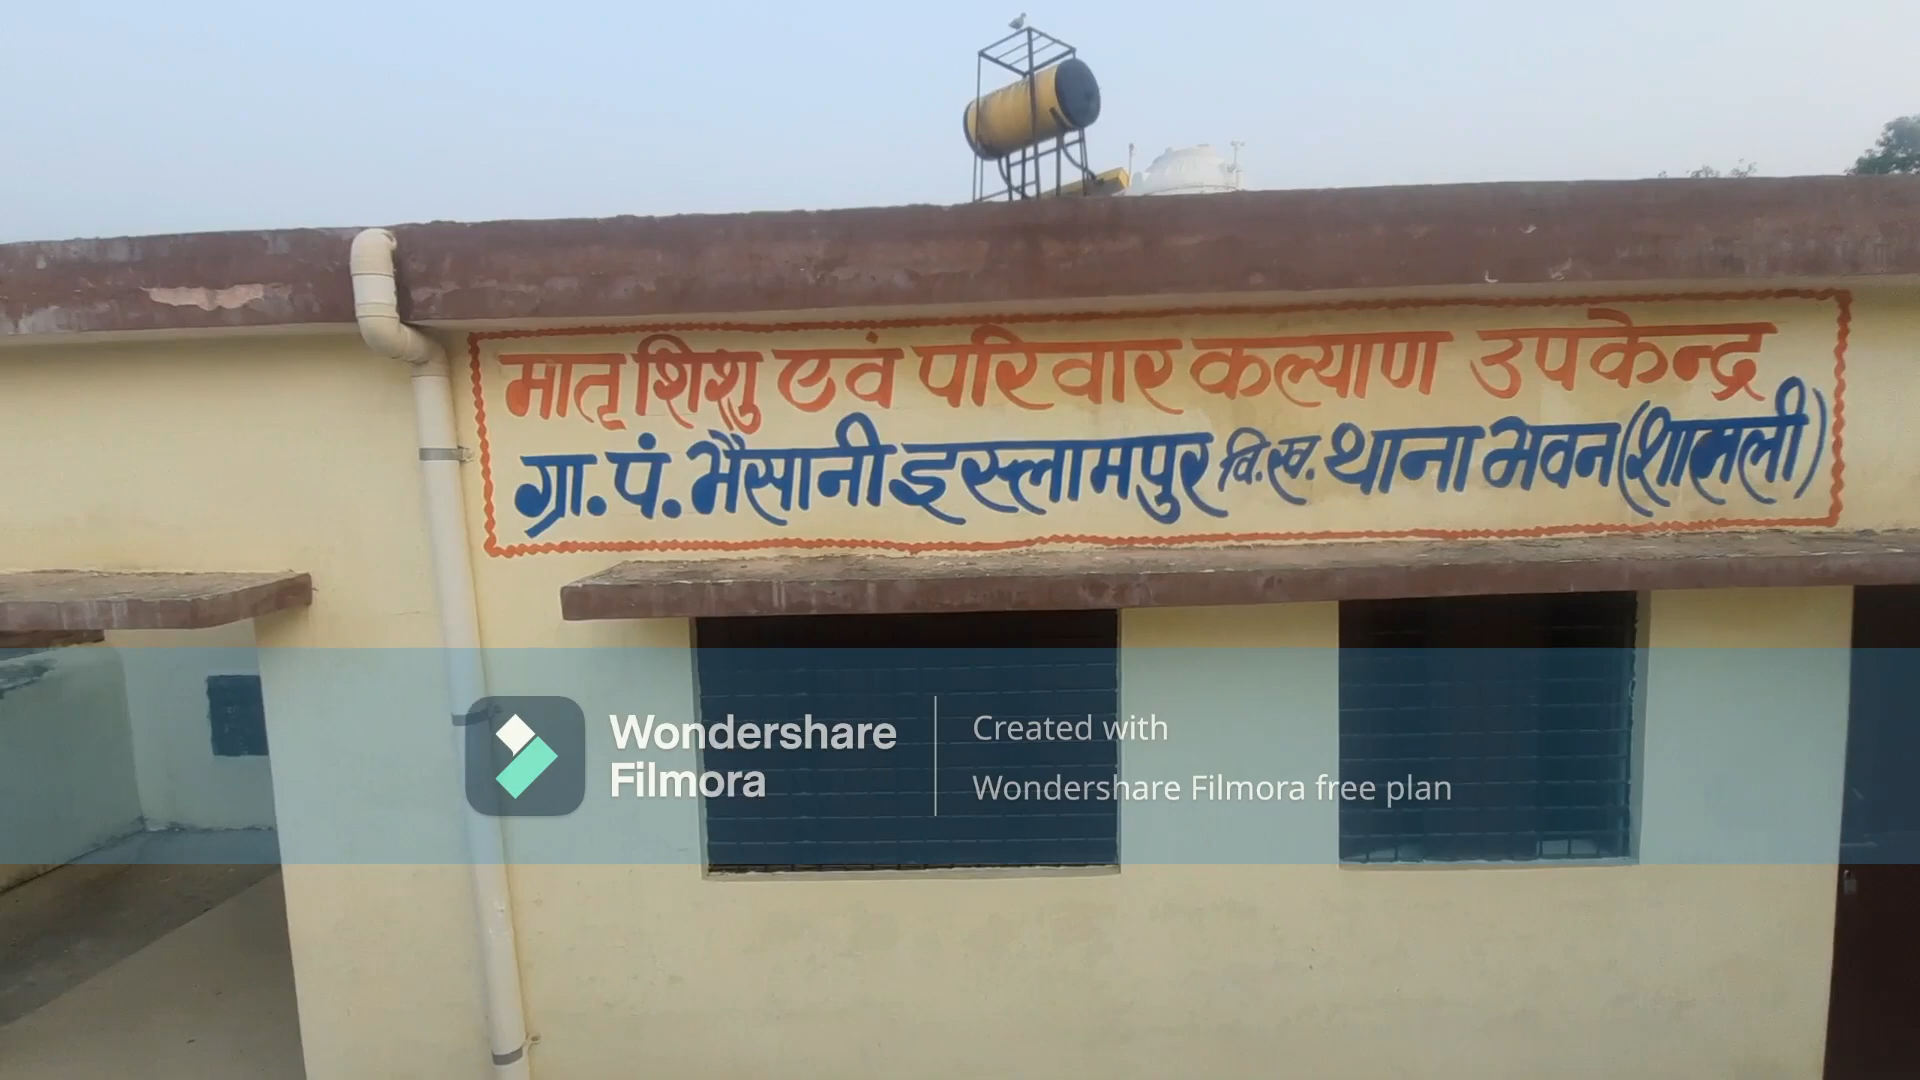 मातृ शिशु एवं परिवार कल्याण उपकेन्द्र
ग्रा. पं. भैंसानी इस्लामपुर वि. ख. थाना भवन (शामली)
Wondershare Filmora
Created with
Wondershare Filmora free plan